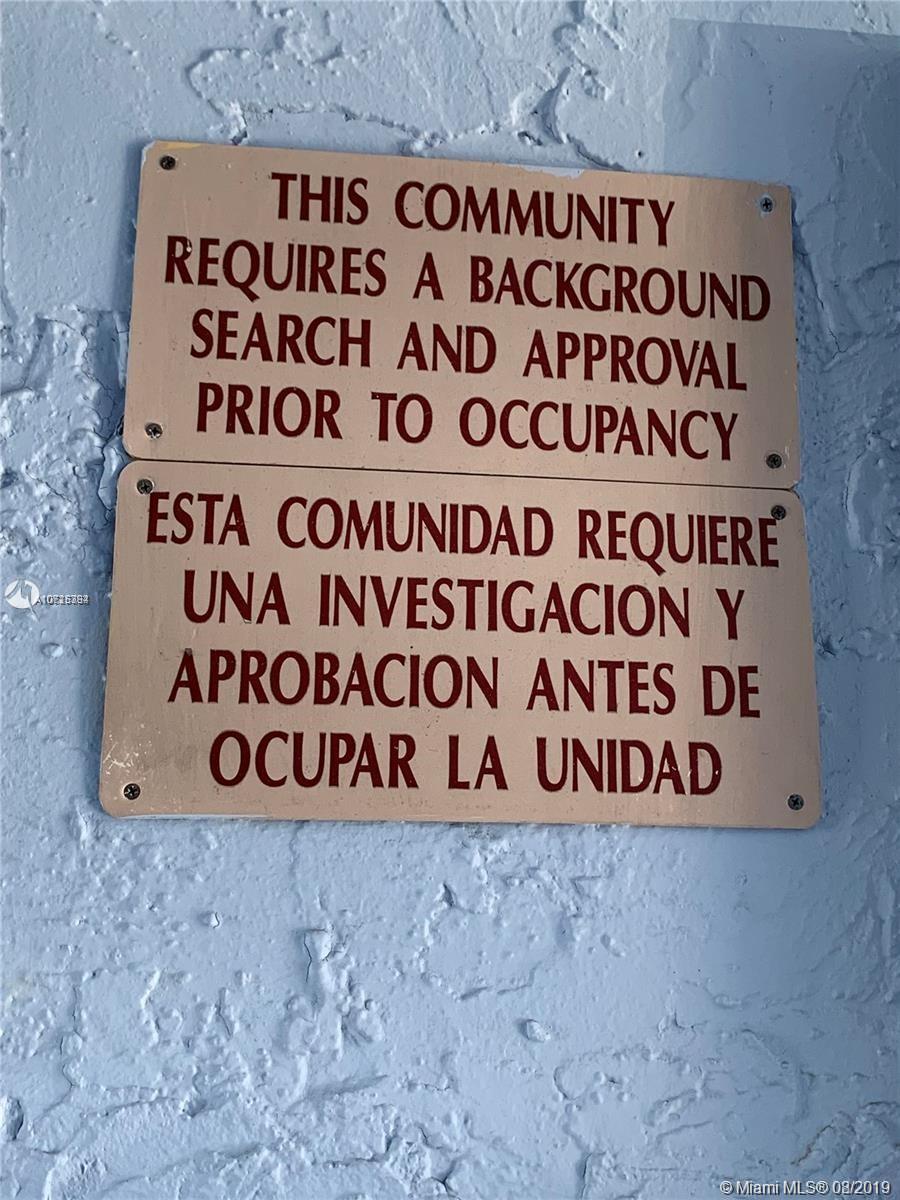 THIS COMMUNITY
REQUIRES A BACKGROUND
SEARCH AND APPROVAL
PRIOR TO OCCUPANCY
ESTA COMUNIDAD REQUIERE
UNA INVESTIGACION Y
APROBACION ANTES DE
OCUPAR LA UNIDAD
© Miami MLS® 08/2019